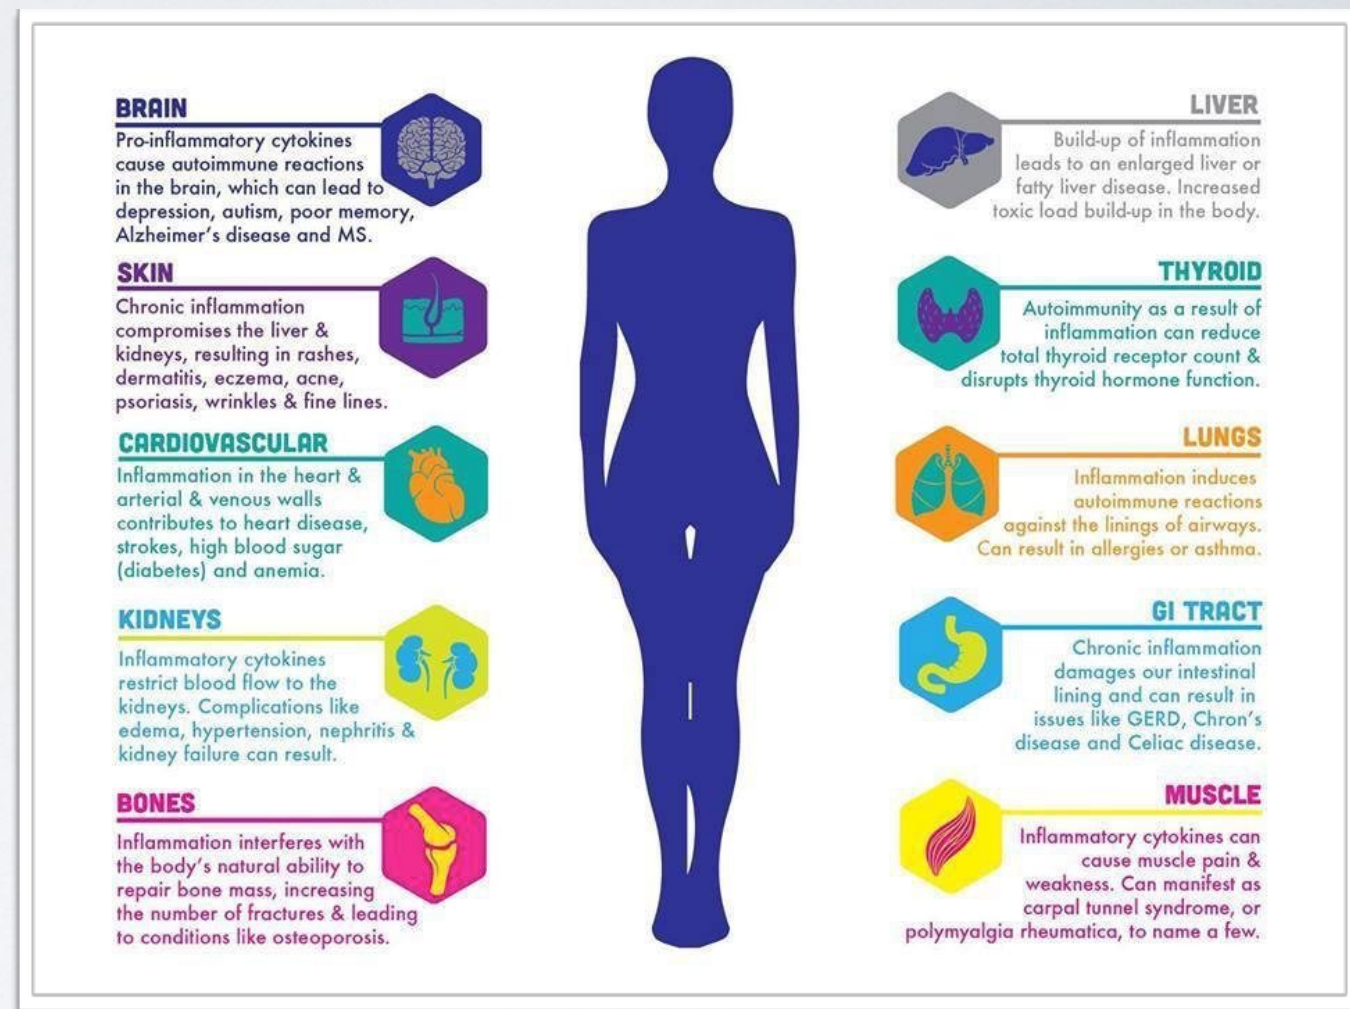 BRAIN
Pro-inflammatory cytokines
cause autoimmune reactions
in the brain, which can lead to
depression, autism, poor memory,
Alzheimer's disease and MS.
SKIN
Chronic inflammation
compromises the liver &
kidneys, resulting in rashes,
dermatitis, eczema, acne,
psoriasis, wrinkles & fine lines.
CARDIOVASCULAR
Inflammation in the heart &
arterial & venous walls
contributes to heart disease,
strokes, high blood sugar
(diabetes) and anemia.
KIDNEYS
Inflammatory cytokines
restrict blood flow to the
kidneys. Complications like
edema, hypertension, nephritis &
kidney failure can result.
BONES
Inflammation interferes with
the body's natural ability to
repair bone mass, increasing
the number of fractures & leading
to conditions like osteoporosis.
LIVER
Build-up of inflammation
leads to an enlarged liver or
fatty liver disease. Increased
toxic load build-up in the body.
THYROID
Autoimmunity as a result of
inflammation can reduce
total thyroid receptor count &
disrupts thyroid hormone function.
LUNGS
Inflammation induces
autoimmune reactions
against the linings of airways.
Can result in allergies or asthma.
GI TRACT
Chronic inflammation
damages our intestinal
lining and can result in
issues like GERD, Chron's
disease and Celiac disease.
MUSCLE
Inflammatory cytokines can
cause muscle pain &
weakness. Can manifest as
carpal tunnel syndrome, or
polymyalgia rheumatica, to name a few.